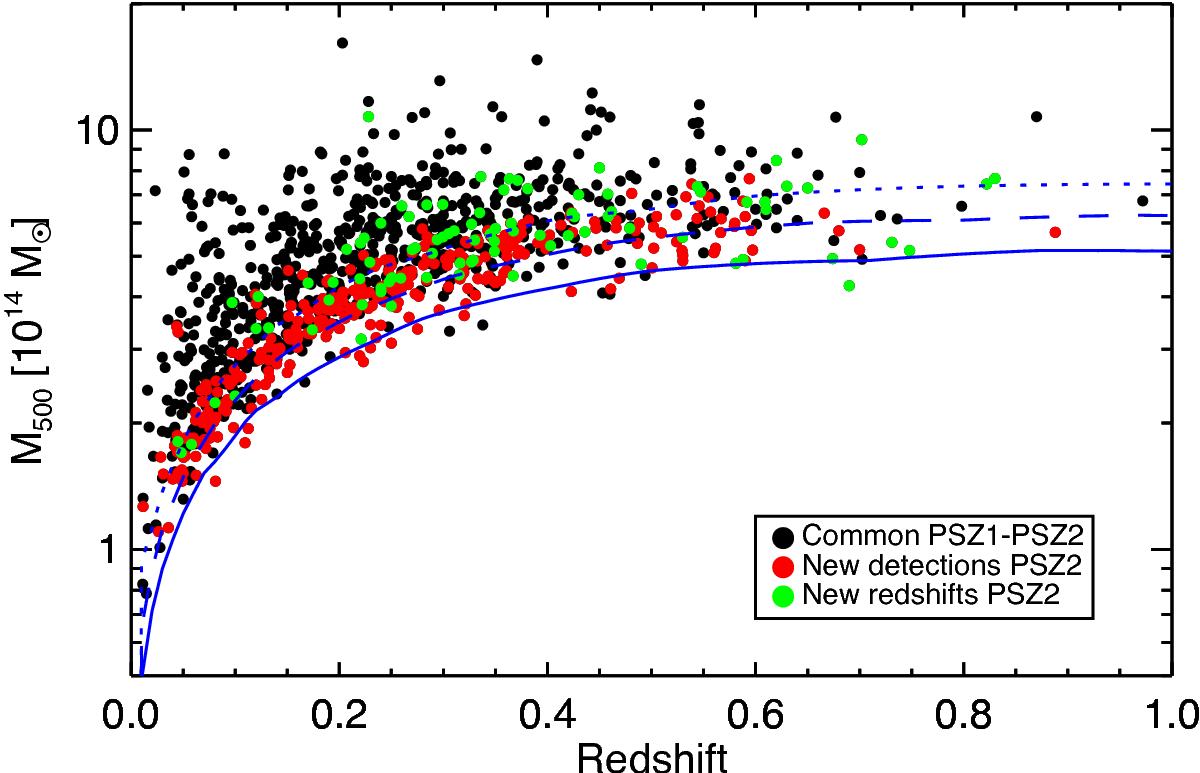 10
1
M500 [10^14 M☉]
Common PSZ1-PSZ2
New detections PSZ2
New redshifts PSZ2
0.0 0.2 0.4 0.6 0.8 1.0
Redshift